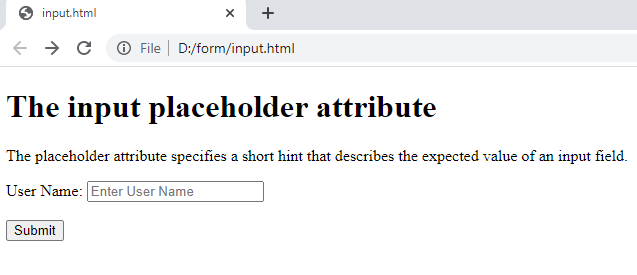 input.html
File | D:/form/input.html
The input placeholder attribute
The placeholder attribute specifies a short hint that describes the expected value of an input field.
User Name: Enter User Name
Submit